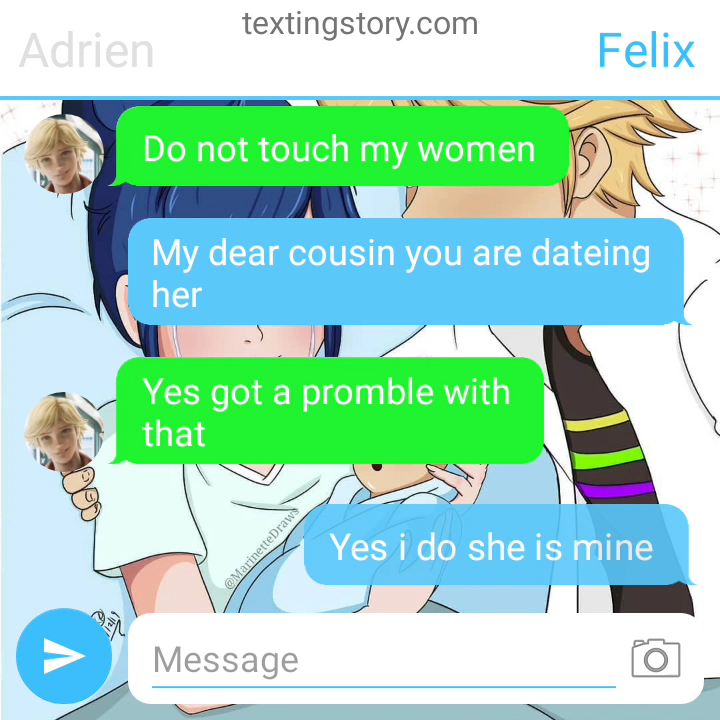 textingstory.com
Adrien
Felix
Do not touch my women
My dear cousin you are dateing
her
Yes got a promble with
that
@MarinetteDraws
Yes i do she is mine
Message